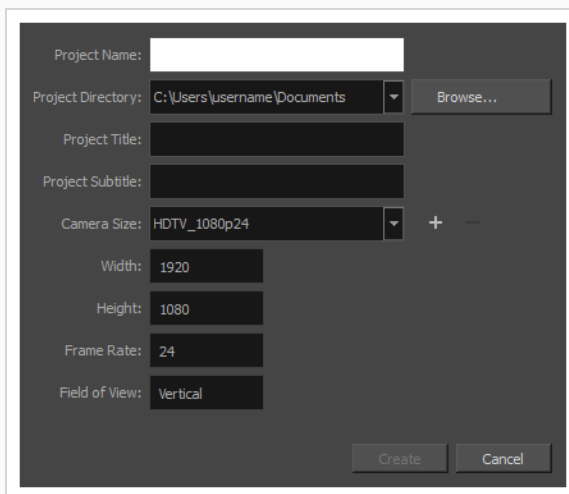 Project Name:
Project Directory: C:\Users\username\Documents Browse...
Project Title:
Project Subtitle:
Camera Size: HDTV_1080p24
Width: 1920
Height: 1080
Frame Rate: 24
Field of View: Vertical
Create Cancel